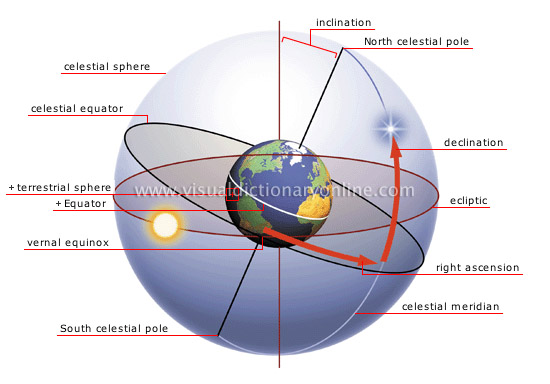 inclination
North celestial pole
celestial sphere
celestial equator
declination
+ terrestrial sphere
www.visualdictionaryonline.com
+ Equator
ecliptic
vernal equinox
right ascension
celestial meridian
South celestial pole